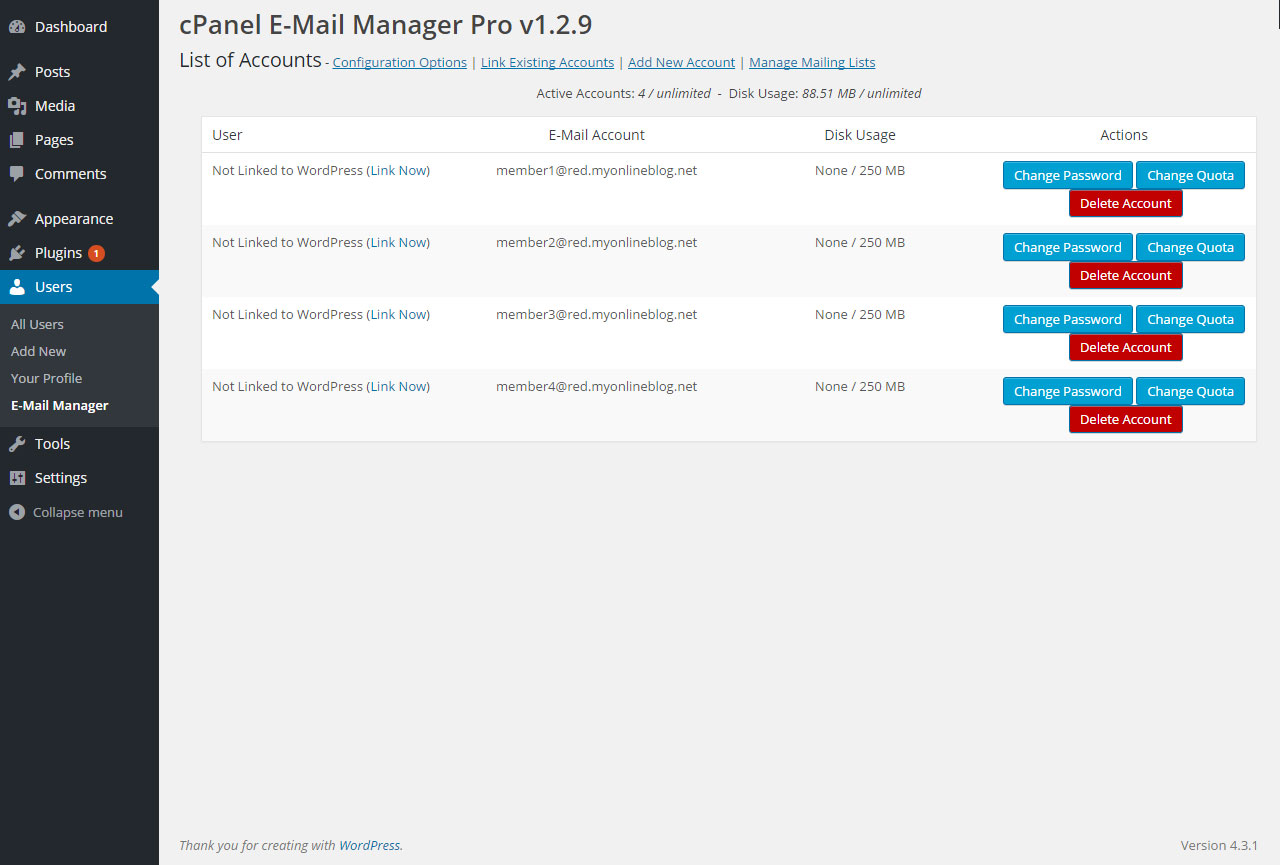 Dashboard
Posts
Media
Pages
Comments
Appearance
Plugins 1
Users
All Users
Add New
Your Profile
E-Mail Manager
Tools
Settings
Collapse menu
cPanel E-Mail Manager Pro v1.2.9
List of Accounts - Configuration Options | Link Existing Accounts | Add New Account | Manage Mailing Lists
Active Accounts: 4 / unlimited - Disk Usage: 88.51 MB / unlimited
User E-Mail Account Disk Usage Actions
Not Linked to WordPress (Link Now) member1@red.myonlineblog.net None / 250 MB Change Password Change Quota
Delete Account
Not Linked to WordPress (Link Now) member2@red.myonlineblog.net None / 250 MB Change Password Change Quota
Delete Account
Not Linked to WordPress (Link Now) member3@red.myonlineblog.net None / 250 MB Change Password Change Quota
Delete Account
Not Linked to WordPress (Link Now) member4@red.myonlineblog.net None / 250 MB Change Password Change Quota
Delete Account
Thank you for creating with WordPress. Version 4.3.1